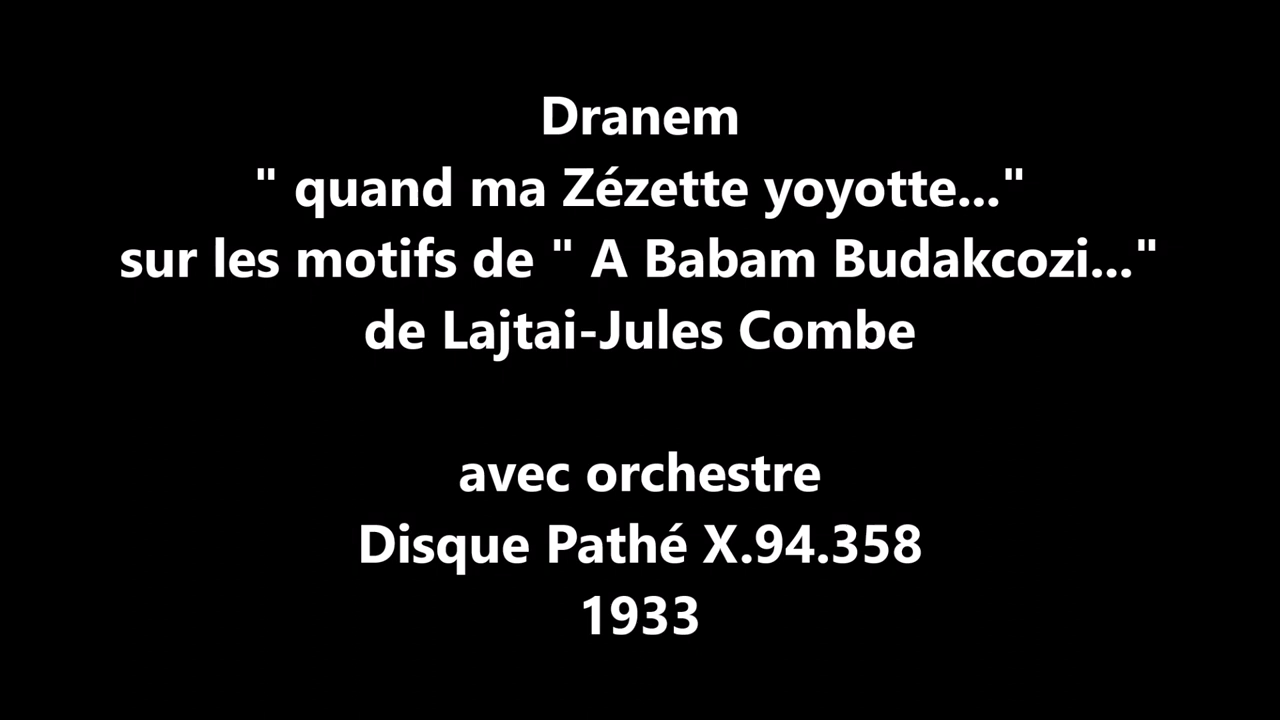 Dranem
" quand ma Zézette yoyotte..."
sur les motifs de " A Babam Budakcozi..."
de Lajtai-Jules Combe
avec orchestre
Disque Pathé X.94.358
1933